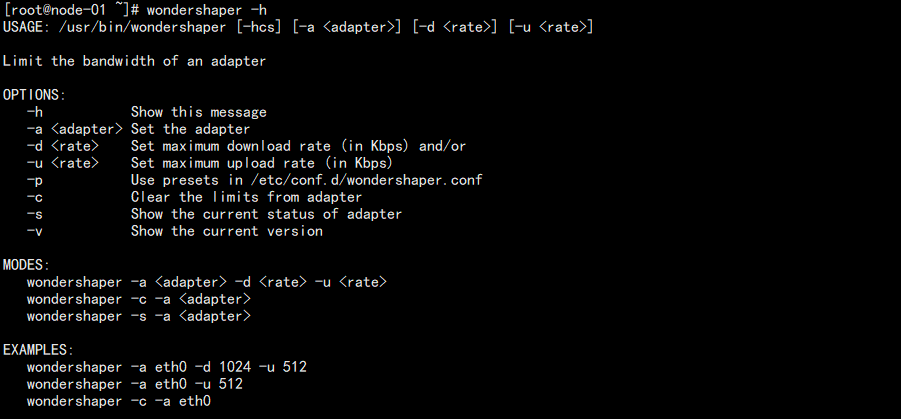 [root@node-01 ~]# wondershaper -h
USAGE: /usr/bin/wondershaper [-hcs] [-a <adapter>] [-d <rate>] [-u <rate>]
Limit the bandwidth of an adapter
OPTIONS:
-h Show this message
-a <adapter> Set the adapter
-d <rate> Set maximum download rate (in Kbps) and/or
-u <rate> Set maximum upload rate (in Kbps)
-p Use presets in /etc/conf.d/wondershaper.conf
-c Clear the limits from adapter
-s Show the current status of adapter
-v Show the current version
MODES:
wondershaper -a <adapter> -d <rate> -u <rate>
wondershaper -c -a <adapter>
wondershaper -s -a <adapter>
EXAMPLES:
wondershaper -a eth0 -d 1024 -u 512
wondershaper -a eth0 -u 512
wondershaper -c -a eth0